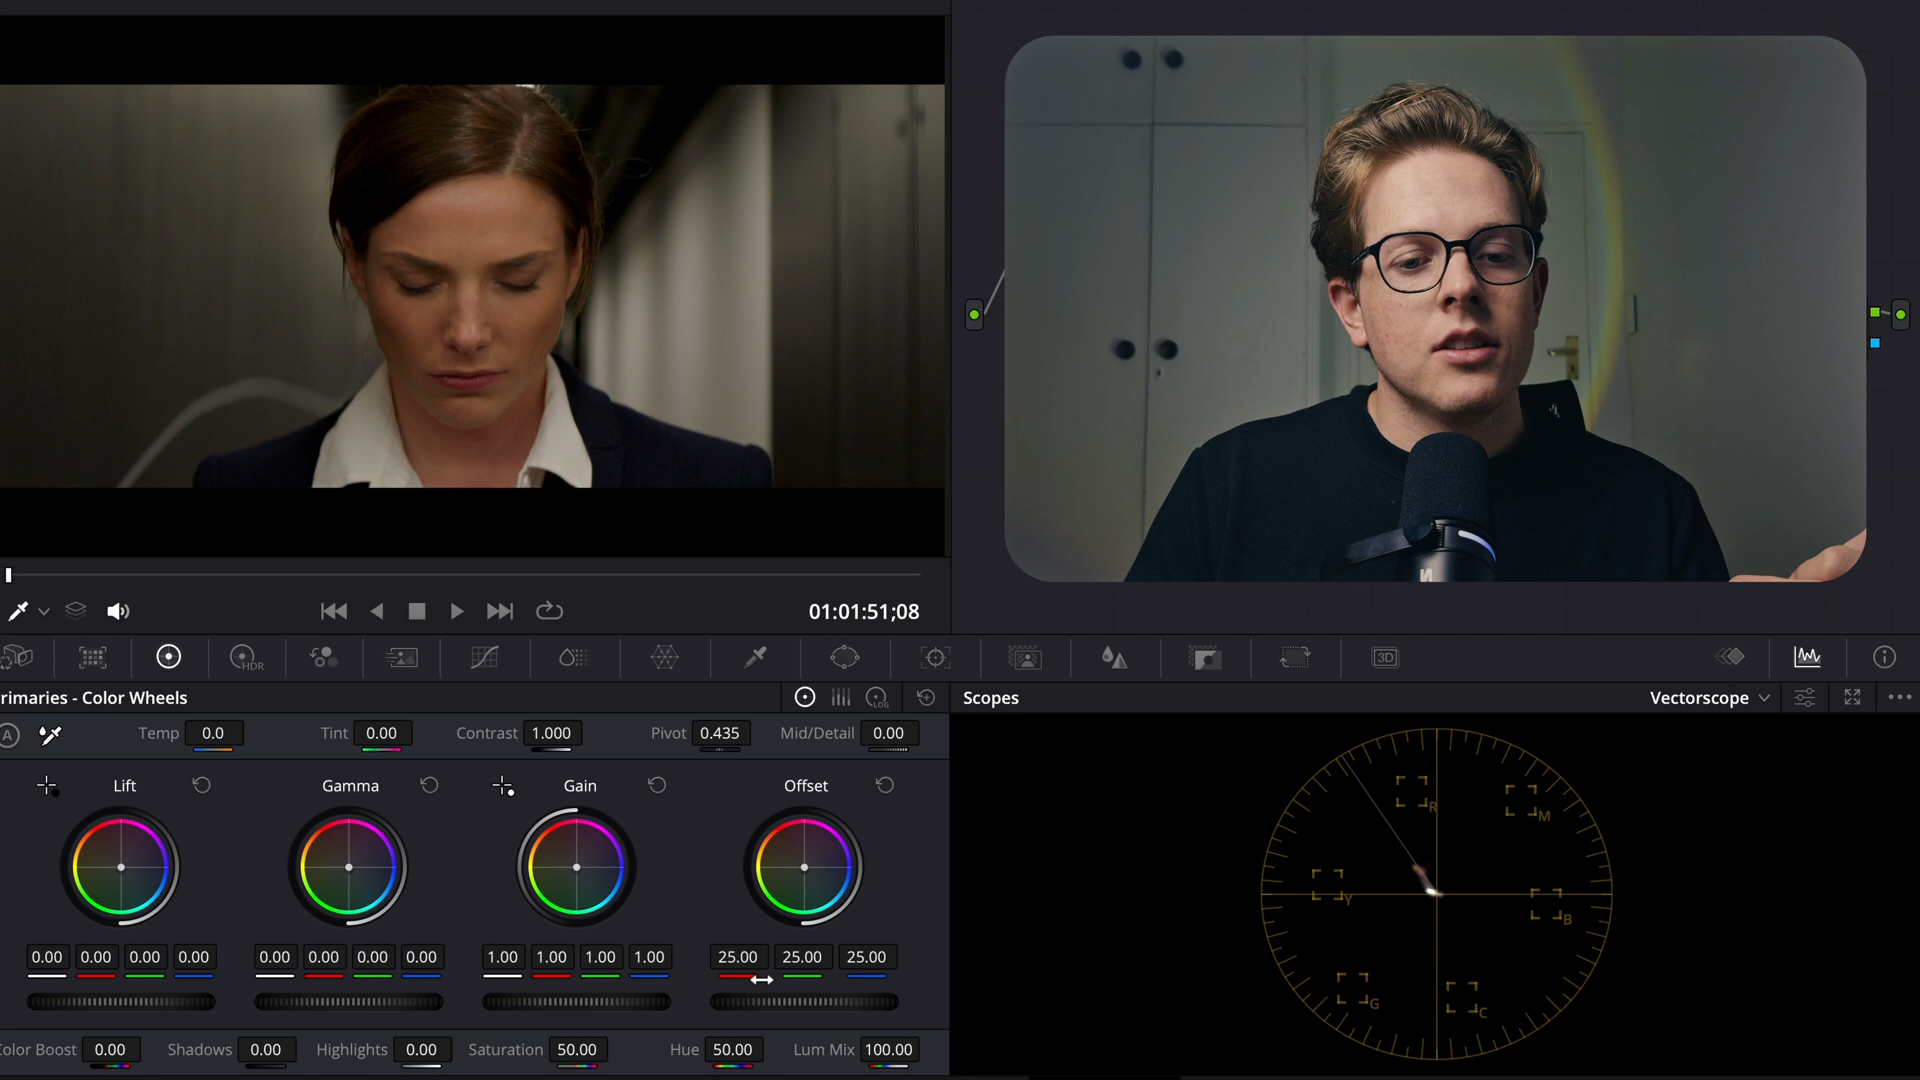 01:01:51;08
HDR
3D
rimaries - Color Wheels
LOG
Scopes
Vectorscope
A
Temp 0.0 Tint 0.00 Contrast 1.000 Pivot 0.435 Mid/Detail 0.00
Lift Gamma Gain Offset
0.00 0.00 0.00 0.00 0.00 0.00 0.00 0.00 1.00 1.00 1.00 1.00 25.00 25.00 25.00
R
M
Y
B
G
C
Color Boost 0.00 Shadows 0.00 Highlights 0.00 Saturation 50.00 Hue 50.00 Lum Mix 100.00